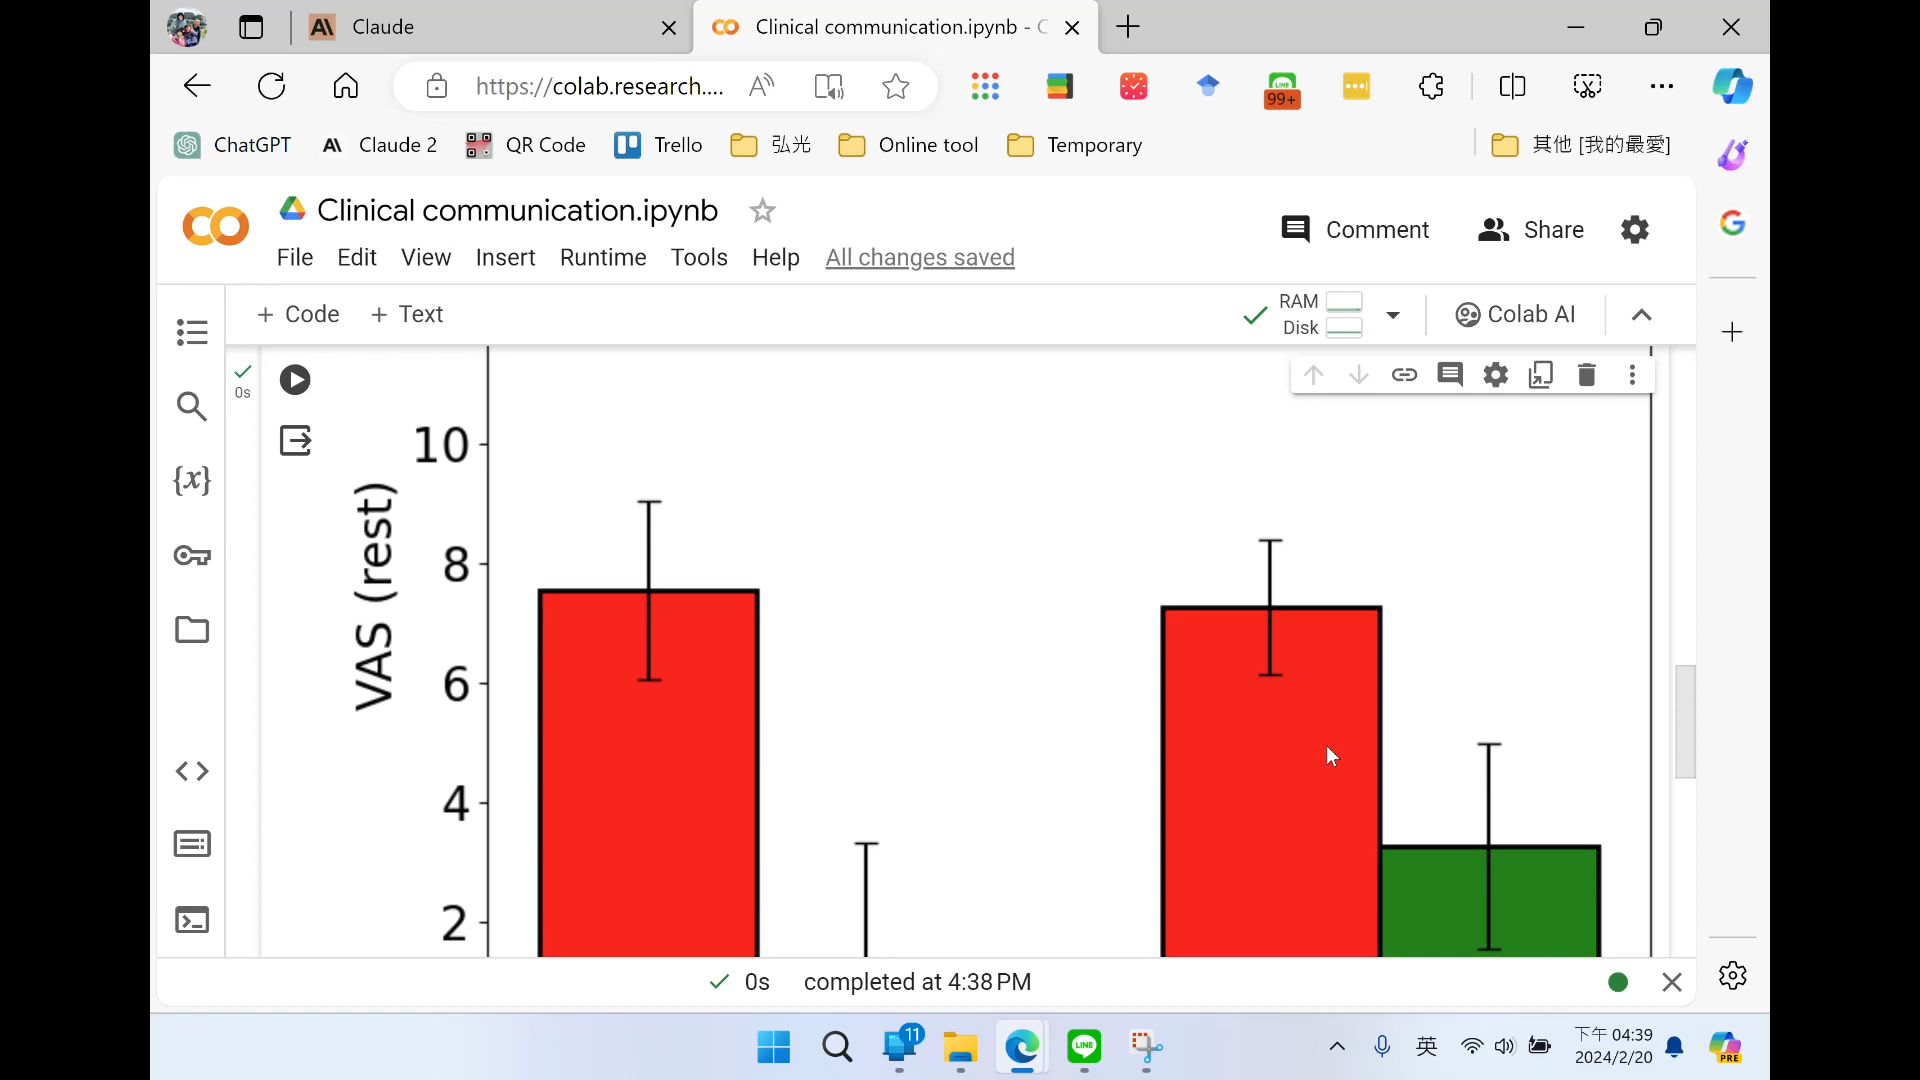 Claude
Clinical communication.ipynb - C
https://colab.research....
99+
ChatGPT
Claude 2
QR Code
Trello
弘光
Online tool
Temporary
其他 [我的最愛]
Clinical communication.ipynb
Comment
Share
File Edit View Insert Runtime Tools Help All changes saved
+ Code + Text
RAM
Disk
Colab AI
0s
{x}
VAS (rest)
10
8
6
4
2
0s completed at 4:38 PM
11
LINE
英
下午 04:39
2024/2/20
PRE